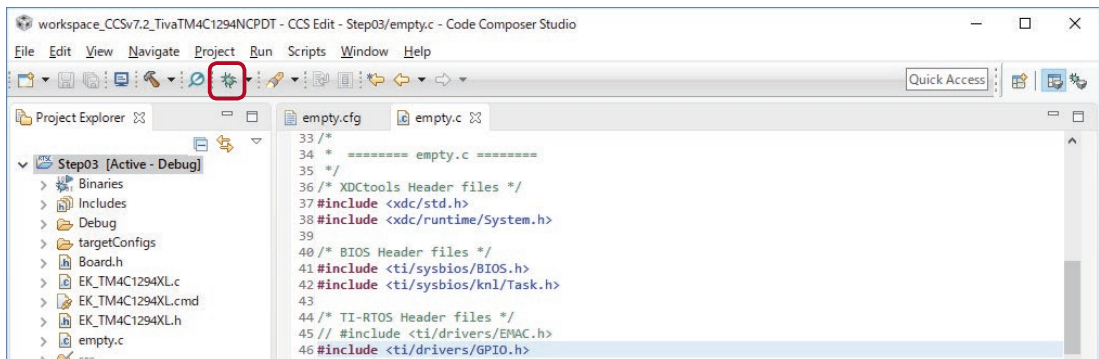 workspace_CCSv7.2_TivaTM4C1294NCPDT - CCS Edit - Step03/empty.c - Code Composer Studio
File Edit View Navigate Project Run Scripts Window Help
Quick Access
Project Explorer
empty.cfg
empty.c
Step03 [Active - Debug]
Binaries
Includes
Debug
targetConfigs
Board.h
EK_TM4C1294XL.c
EK_TM4C1294XL.cmd
EK_TM4C1294XL.h
empty.c
33 /*
34 * ======== empty.c ========
35 */
36 /* XDCtools Header files */
37 #include <xdc/std.h>
38 #include <xdc/runtime/System.h>
39
40 /* BIOS Header files */
41 #include <ti/sysbios/BIOS.h>
42 #include <ti/sysbios/knl/Task.h>
43
44 /* TI-RTOS Header files */
45 // #include <ti/drivers/EMAC.h>
46 #include <ti/drivers/GPIO.h>